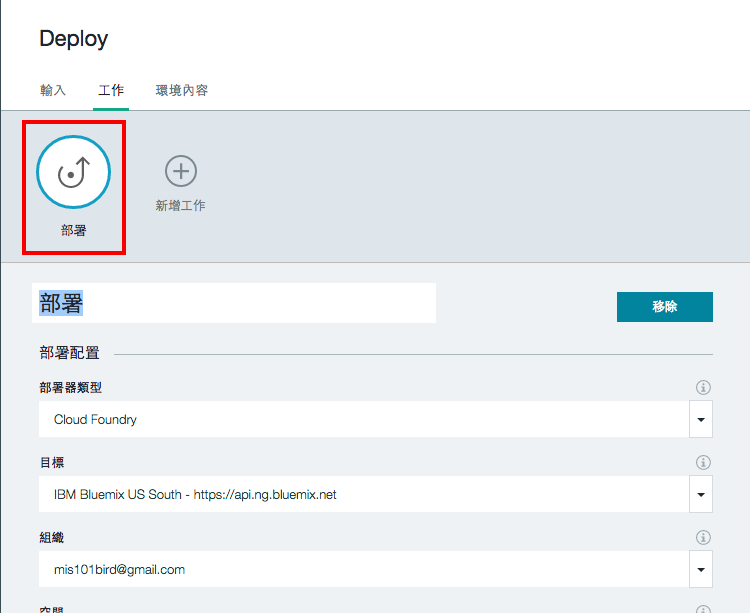 Deploy
輸入 工作 環境內容
部署
新增工作
部署
移除
部署配置
部署器類型
Cloud Foundry
目標
IBM Bluemix US South - https://api.ng.bluemix.net
組織
mis101bird@gmail.com
空間